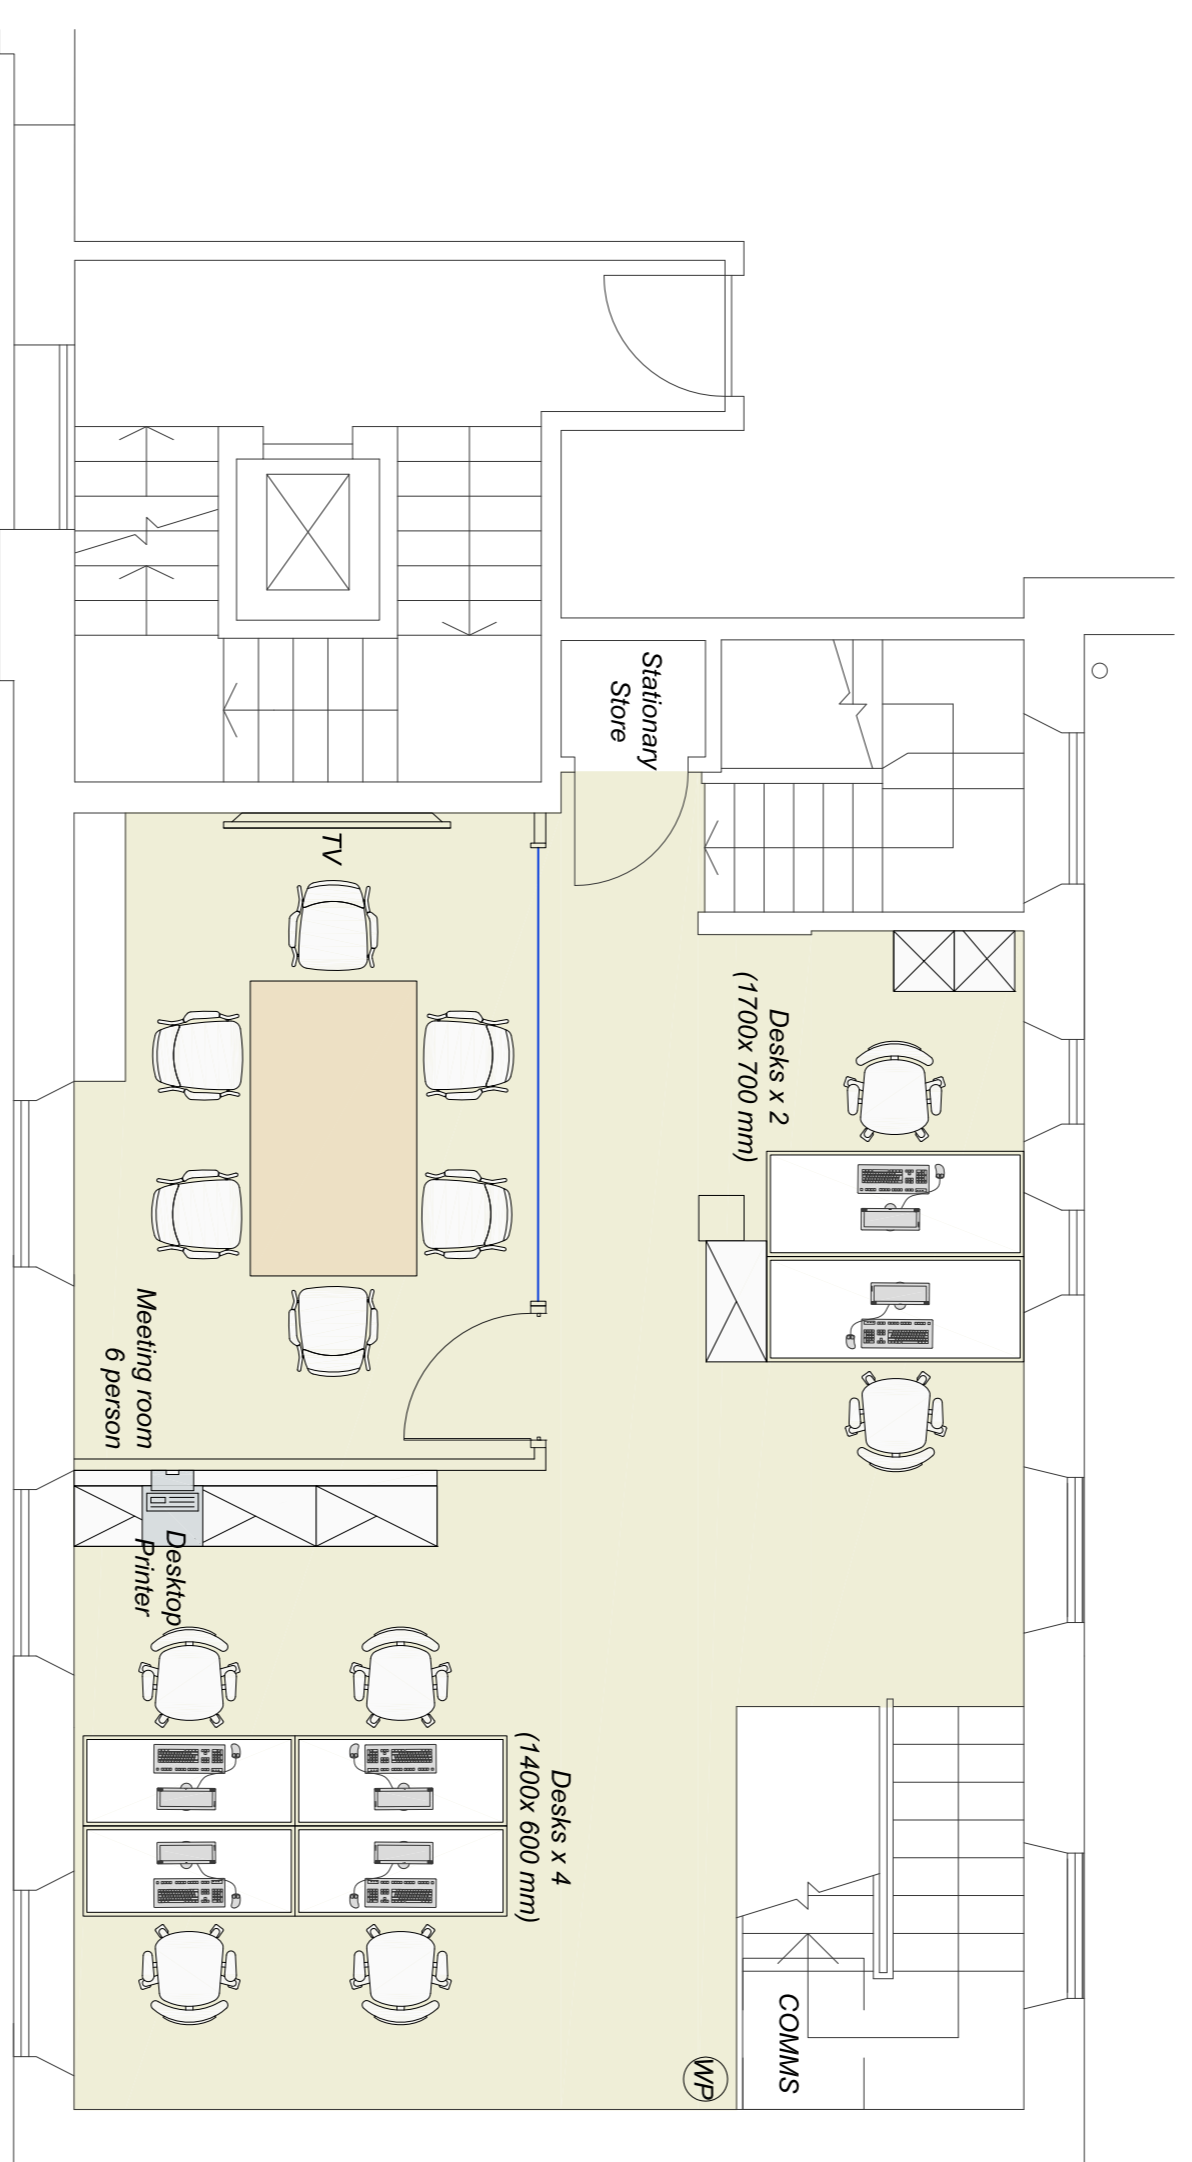 Stationary
Store
TV
Desks x 2
(1700x 700 mm)
Meeting room
6 person
Desktop
Printer
Desks x 4
(1400x 600 mm)
COMMS
WP